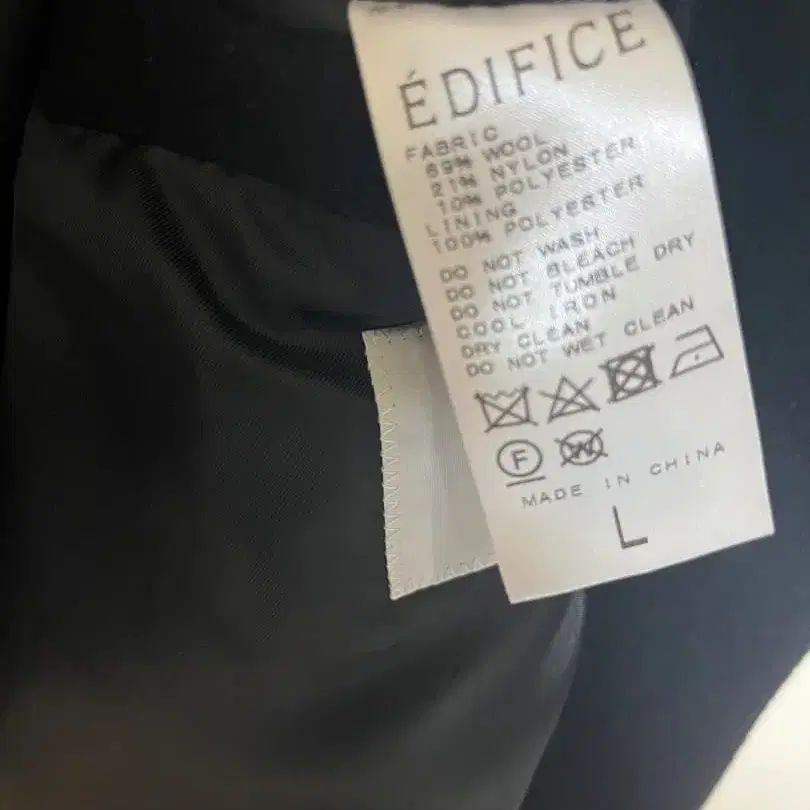 ÉDIFICE
FABRIC
69% WOOL
21% NYLON
10% POLYESTER
LINING
100% POLYESTER
DO NOT WASH
DO NOT BLEACH
DO NOT TUMBLE DRY
COOL IRON
DRY CLEAN
DO NOT WET CLEAN
F W
MADE IN CHINA
L